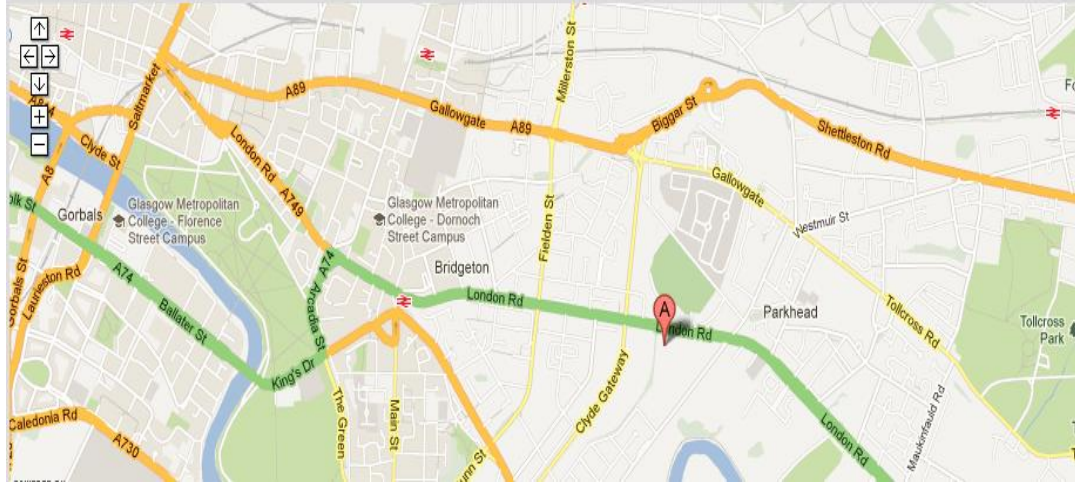 Millerston St
Saltmarket
A89
Biggar St
Gallowgate
A89
Shettleston Rd
Clyde St
A8
London Rd
A749
Gallowgate
Glasgow Metropolitan
College - Florence
Street Campus
Glasgow Metropolitan
College - Dornoch
Street Campus
Gorbals
Westmuir St
Fielden St
A74
Bridgeton
Laurieston Rd
Gorbals St
A74
Arcadia St
London Rd
A
Parkhead
London Rd
Tollcross Rd
Tollcross
Park
Ballater St
King's Dr
Clyde Gateway
The Green
Main St
Caledonia Rd
A730
London Rd
Maukinfauld Rd